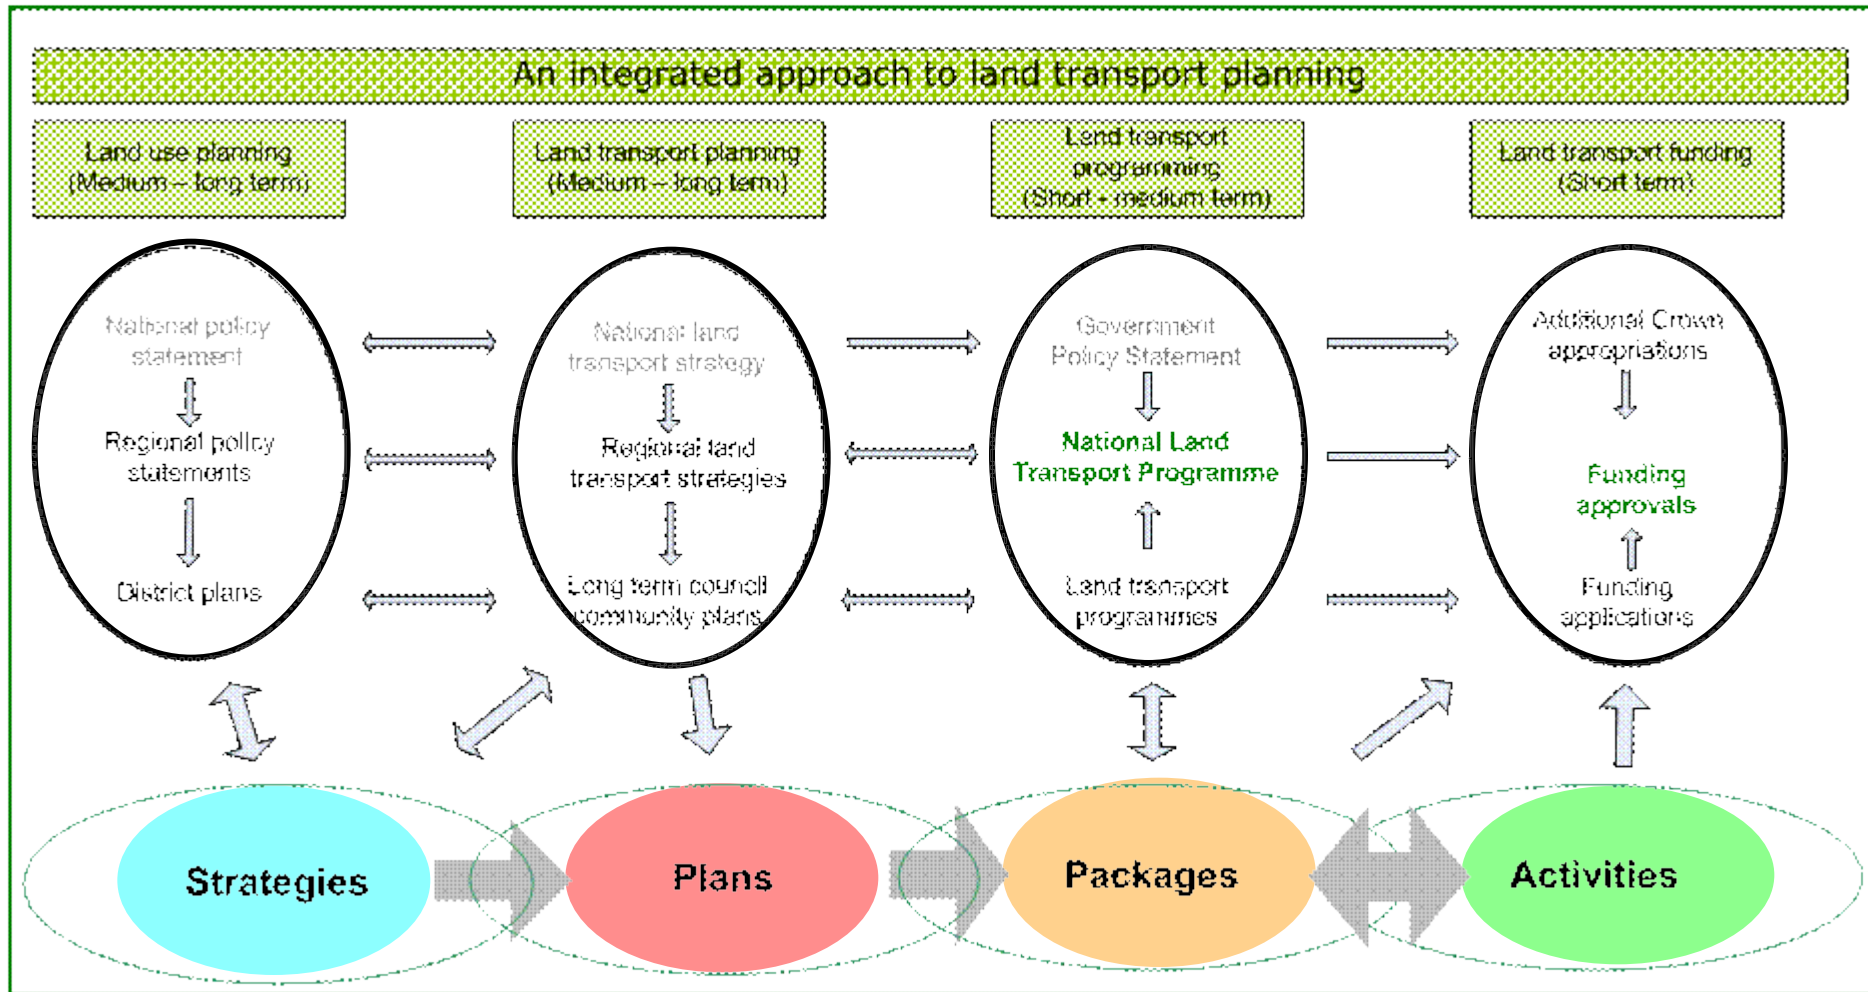 An integrated approach to land transport planning
Land use planning
(Medium – long term)
Land transport planning
(Medium – long term)
Land transport
programming
(Short - medium term)
Land transport funding
(Short term)
National policy
statement
Regional policy
statements
District plans
National land
transport strategy
Regional land
transport strategies
Long term council
community plans
Government
Policy Statement
National Land
Transport Programme
Land transport
programmes
Additional Crown
appropriations
Funding
approvals
Funding
applications
Strategies
Plans
Packages
Activities